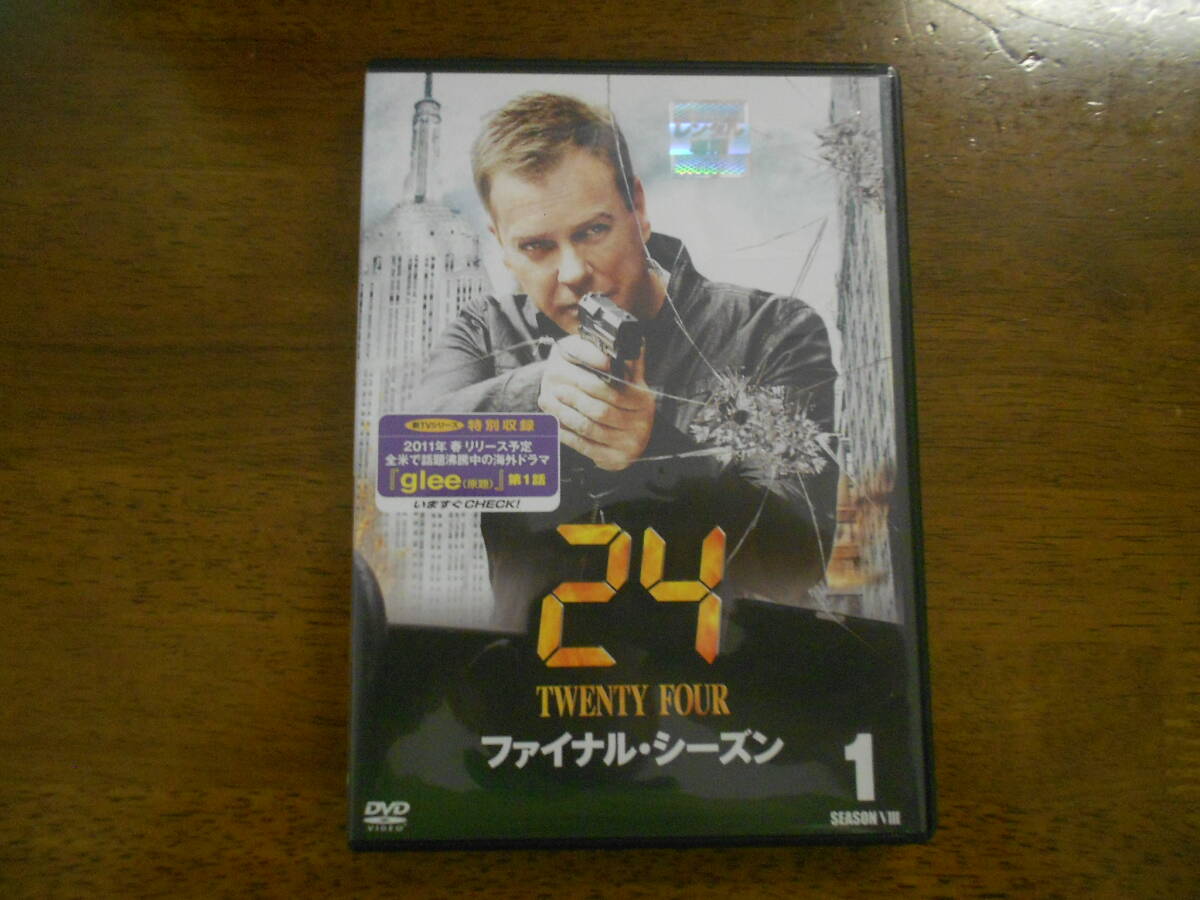 新TVシリーズ 特別収録
2011年 春 リリース予定
全米で話題沸騰中の海外ドラマ
『glee(原題)』第1話
いますぐCHECK!
24
TWENTY FOUR
ファイナル・シーズン
1
SEASON VIII
DVD
VIDEO